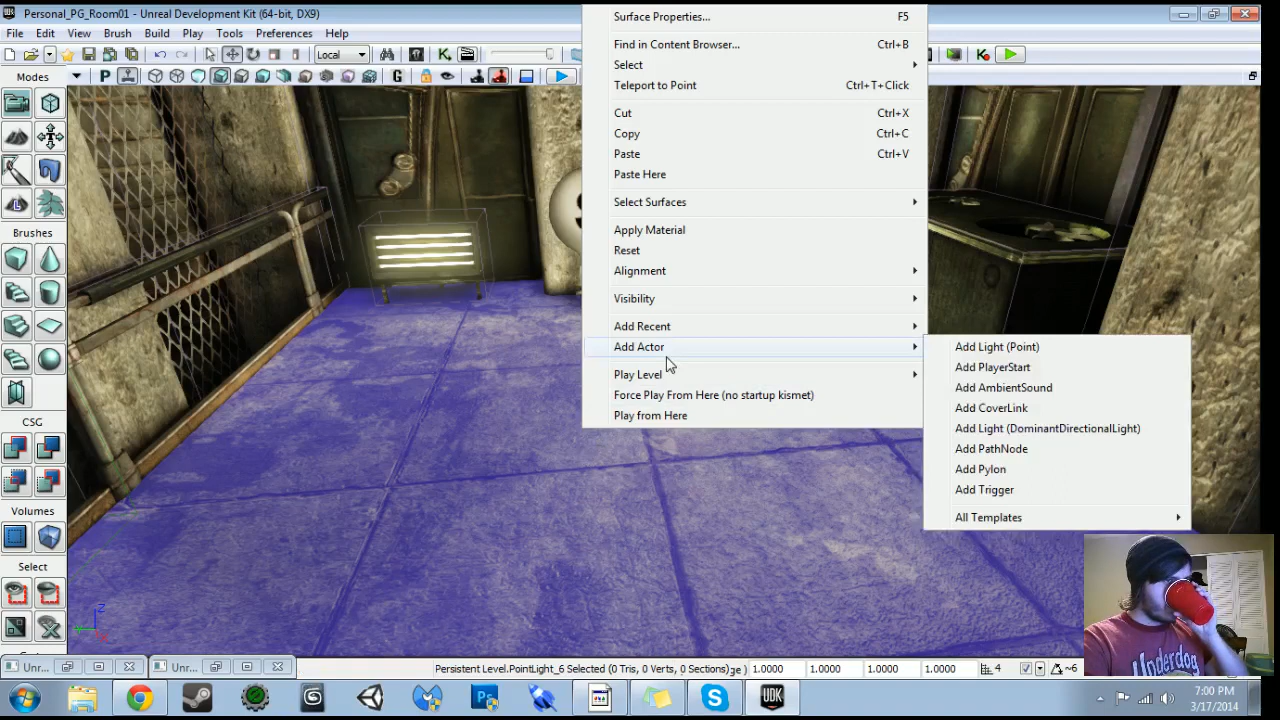 Personal_PG_Room01 - Unreal Development Kit (64-bit, DX9)
File Edit View Brush Build Play Tools Preferences Help
Local
Modes
P
G
Brushes
CSG
Volumes
Select
Surface Properties... F5
Find in Content Browser... Ctrl+B
Select
Teleport to Point Ctrl+T+Click
Cut Ctrl+X
Copy Ctrl+C
Paste Ctrl+V
Paste Here
Select Surfaces
Apply Material
Reset
Alignment
Visibility
Add Recent
Add Actor
Play Level
Force Play From Here (no startup kismet)
Play from Here
Add Light (Point)
Add PlayerStart
Add AmbientSound
Add CoverLink
Add Light (DominantDirectionalLight)
Add PathNode
Add Pylon
Add Trigger
All Templates
Underdog
Z
Unr... Unr...
Persistent Level.PointLight_6 Selected (0 Tris, 0 Verts, 0 Sections) 1.0000 1.0000 1.0000 1.0000 4 ~6
7:00 PM
3/17/2014